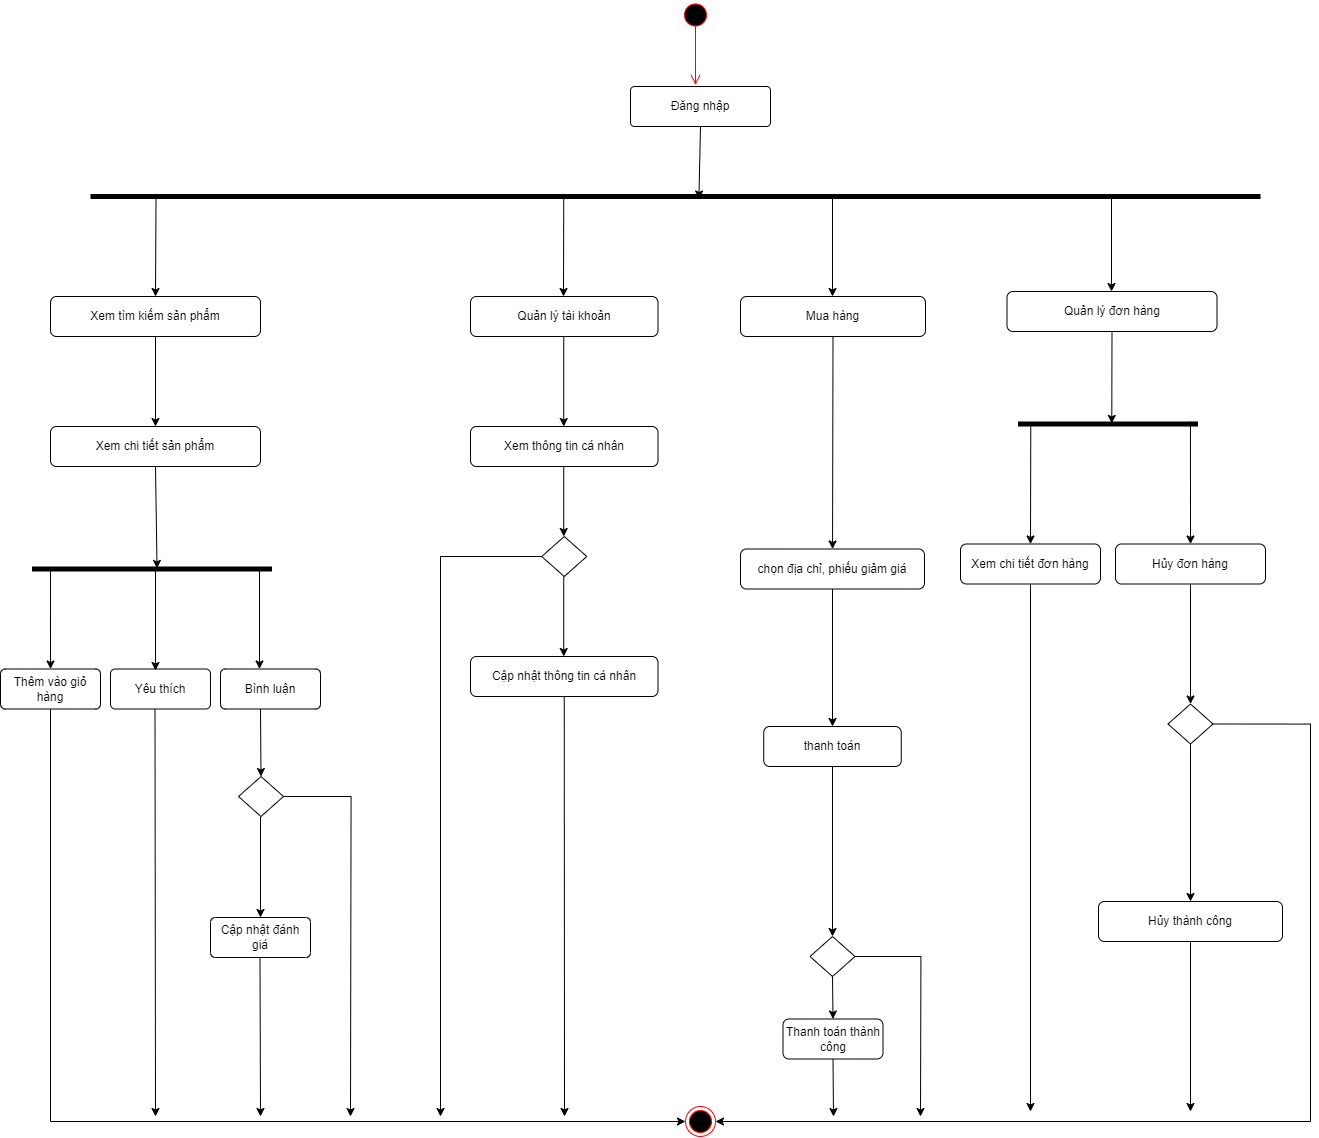 Đăng nhập
Xem tìm kiếm sản phẩm
Quản lý tài khoản
Mua hàng
Quản lý đơn hàng
Xem chi tiết sản phẩm
Xem thông tin cá nhân
chọn địa chỉ, phiếu giảm giá
Xem chi tiết đơn hàng
Hủy đơn hàng
Thêm vào giỏ
hàng
Yêu thích
Bình luận
Cập nhật thông tin cá nhân
thanh toán
Cập nhật đánh
giá
Hủy thành công
Thanh toán thành
công